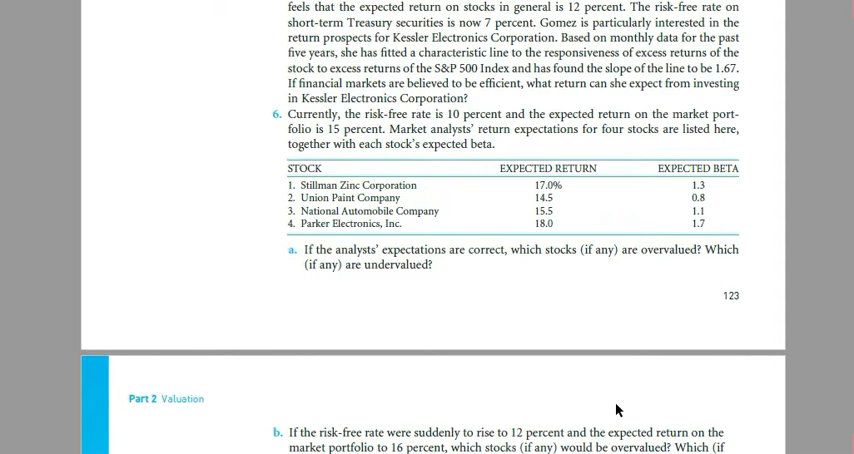 feels that the expected return on stocks in general is 12 percent. The risk-free rate on
short-term Treasury securities is now 7 percent. Gomez is particularly interested in the
return prospects for Kessler Electronics Corporation. Based on monthly data for the past
five years, she has fitted a characteristic line to the responsiveness of excess returns of the
stock to excess returns of the S&P 500 Index and has found the slope of the line to be 1.67.
If financial markets are believed to be efficient, what return can she expect from investing
in Kessler Electronics Corporation?
6. Currently, the risk-free rate is 10 percent and the expected return on the market port-
folio is 15 percent. Market analysts' return expectations for four stocks are listed here,
together with each stock's expected beta.
STOCK EXPECTED RETURN EXPECTED BETA
1. Stillman Zinc Corporation 17.0% 1.3
2. Union Paint Company 14.5 0.8
3. National Automobile Company 15.5 1.1
4. Parker Electronics, Inc. 18.0 1.7
a. If the analysts' expectations are correct, which stocks (if any) are overvalued? Which
(if any) are undervalued?
123
Part 2 Valuation
b. If the risk-free rate were suddenly to rise to 12 percent and the expected return on the
market portfolio to 16 percent, which stocks (if any) would be overvalued? Which (if